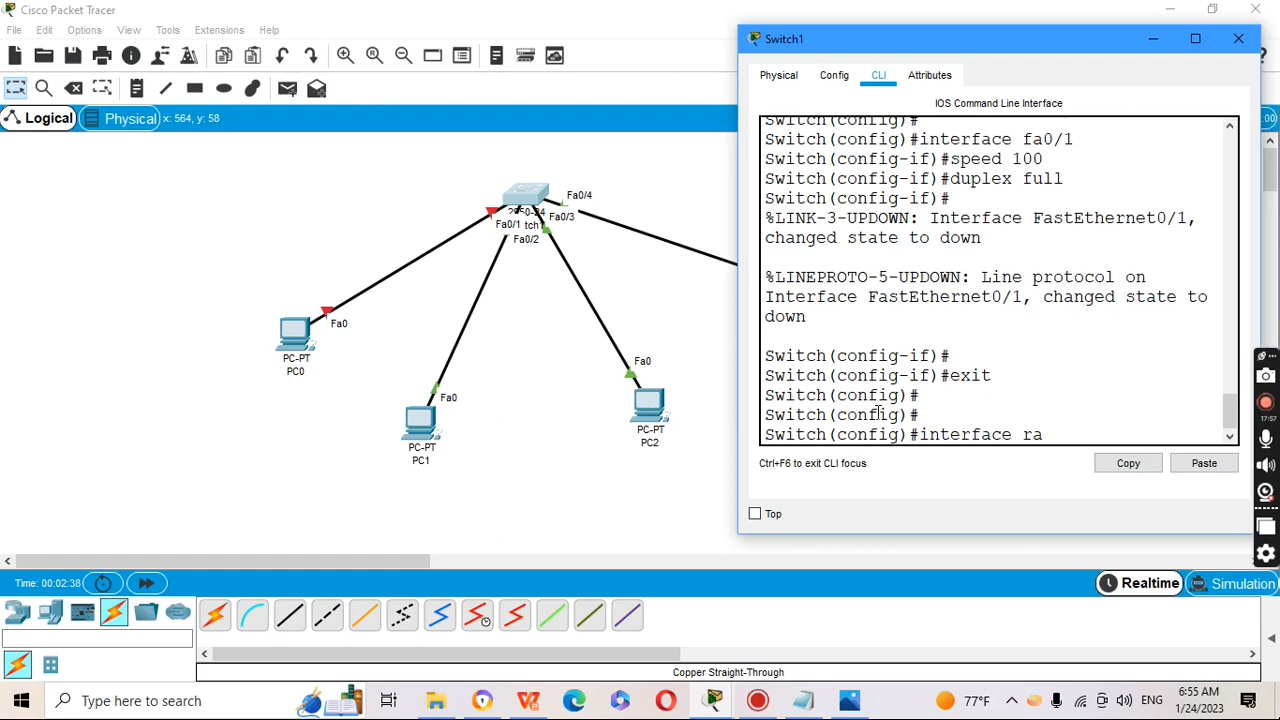 Cisco Packet Tracer
File Edit Options View Tools Extensions Help
Logical Physical x: 564, y: 58
Fa0/4
Fa0/3
Fa0/1 tch1
Fa0/2
Fa0
PC-PT
PC0
Fa0
PC-PT
PC1
Fa0
PC-PT
PC2
Switch1
Physical Config CLI Attributes
IOS Command Line Interface
Switch(config)#
Switch(config)#interface fa0/1
Switch(config-if)#speed 100
Switch(config-if)#duplex full
Switch(config-if)#
%LINK-3-UPDOWN: Interface FastEthernet0/1,
changed state to down
%LINEPROTO-5-UPDOWN: Line protocol on
Interface FastEthernet0/1, changed state to
down
Switch(config-if)#
Switch(config-if)#exit
Switch(config)#
Switch(config)#
Switch(config)#interface ra
Ctrl+F6 to exit CLI focus
Copy Paste
Top
17:57
Time: 00:02:38
Realtime Simulation
Copper Straight-Through
Type here to search
77°F
ENG
6:55 AM
1/24/2023